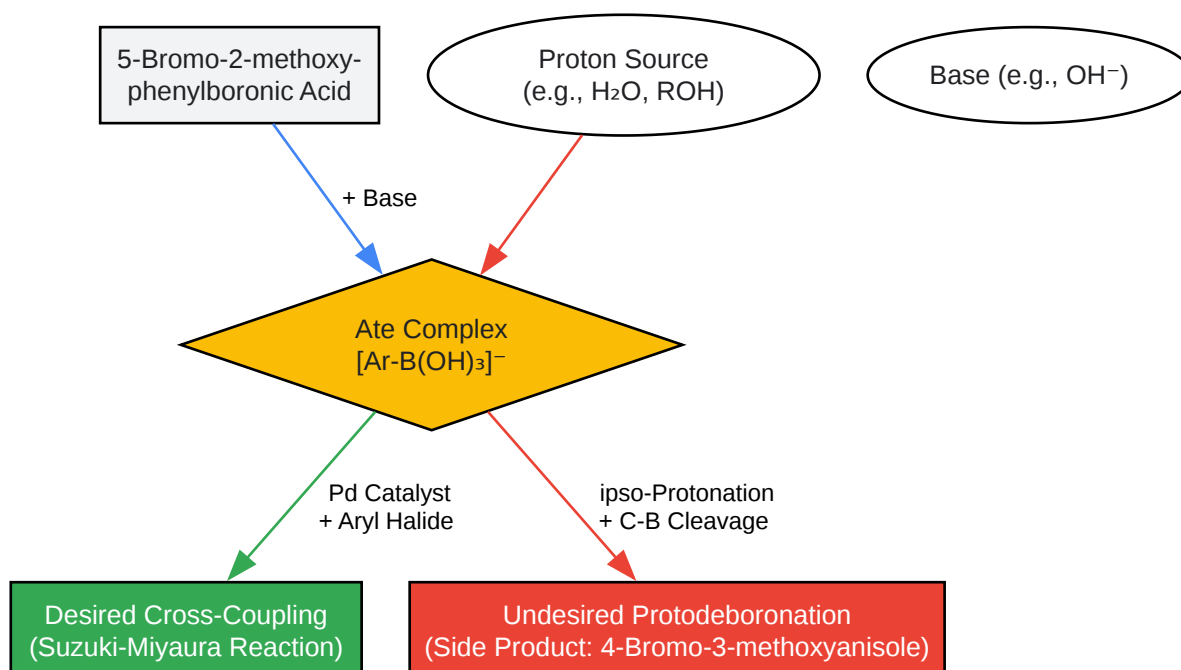 5-Bromo-2-methoxy-
phenylboronic Acid
Proton Source
(e.g., H₂O, ROH)
Base (e.g., OH⁻)
+ Base
Ate Complex
[Ar-B(OH)₃]⁻
Pd Catalyst
+ Aryl Halide
ipso-Protonation
+ C-B Cleavage
Desired Cross-Coupling
(Suzuki-Miyaura Reaction)
Undesired Protodeboronation
(Side Product: 4-Bromo-3-methoxyanisole)